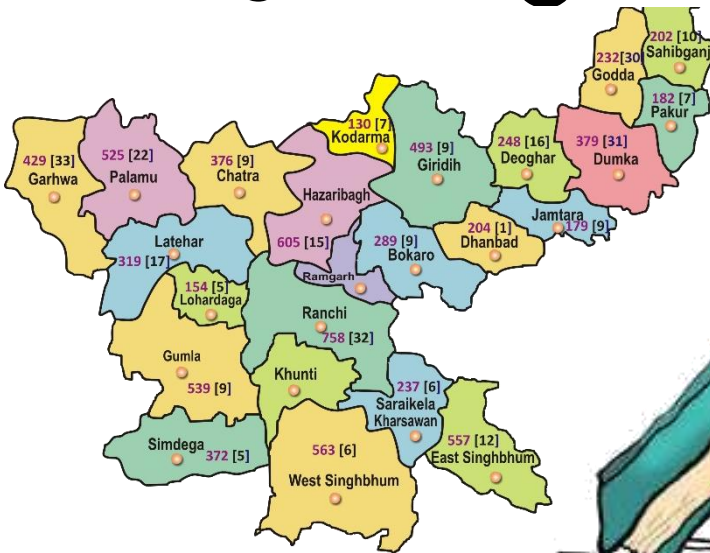 202 [10]
Sahibganj
232[30]
Godda
182 [7]
Pakur
130 [7]
Kodarma
493 [9]
Giridih
248 [16]
Deoghar
379 [31]
Dumka
429 [33]
Garhwa
525 [22]
Palamu
376 [9]
Chatra
Hazaribagh
605 [15]
Jamtara
179 [9]
204 [1]
Dhanbad
289 [9]
Bokaro
Latehar
319 [17]
Ramgarh
154 [5]
Lohardaga
Ranchi
758 [32]
Gumla
539 [9]
Khunti
237 [6]
Saraikela
Kharsawan
Simdega
372 [5]
563 [6]
West Singhbhum
557 [12]
East Singhbhum